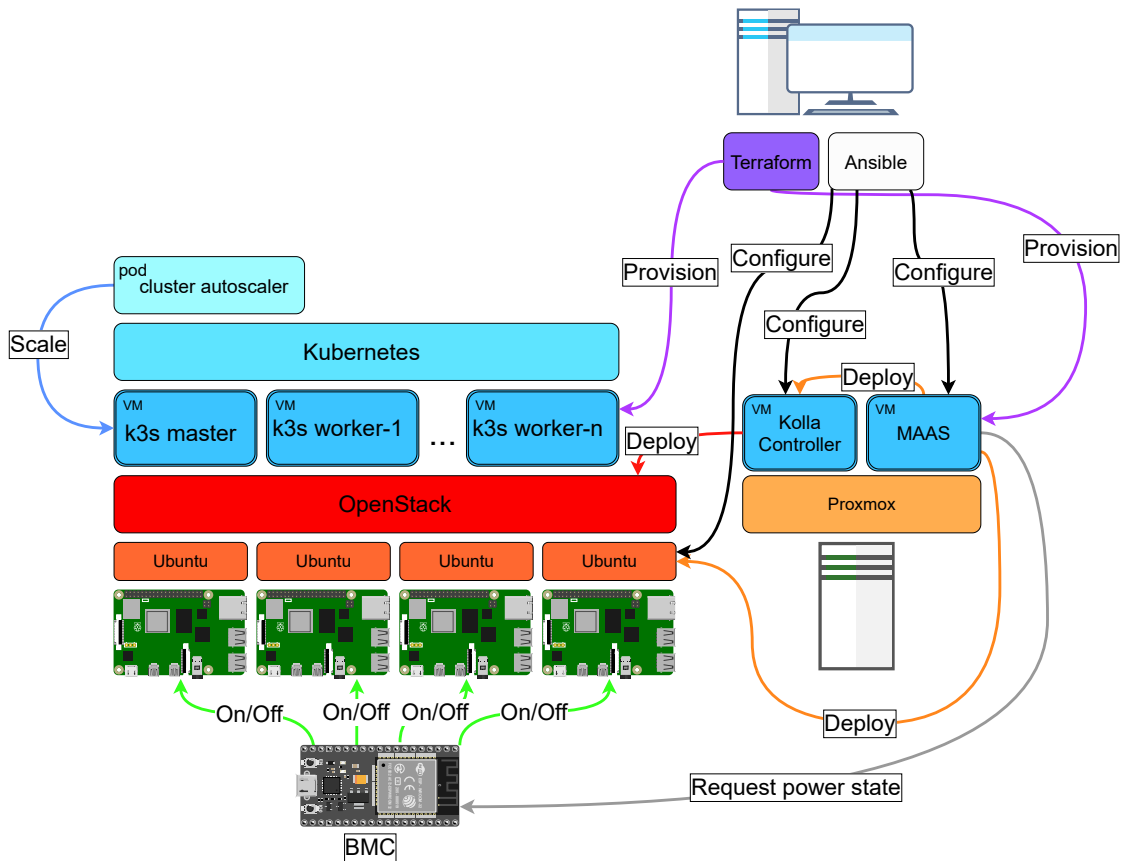 Terraform
Ansible
Provision
Configure
Configure
Provision
Configure
pod
cluster autoscaler
Scale
Kubernetes
VM
k3s master
VM
k3s worker-1
...
VM
k3s worker-n
Deploy
Deploy
VM
Kolla
Controller
VM
MAAS
OpenStack
Proxmox
Ubuntu
Ubuntu
Ubuntu
Ubuntu
On/Off
On/Off
On/Off
On/Off
Deploy
Request power state
BMC